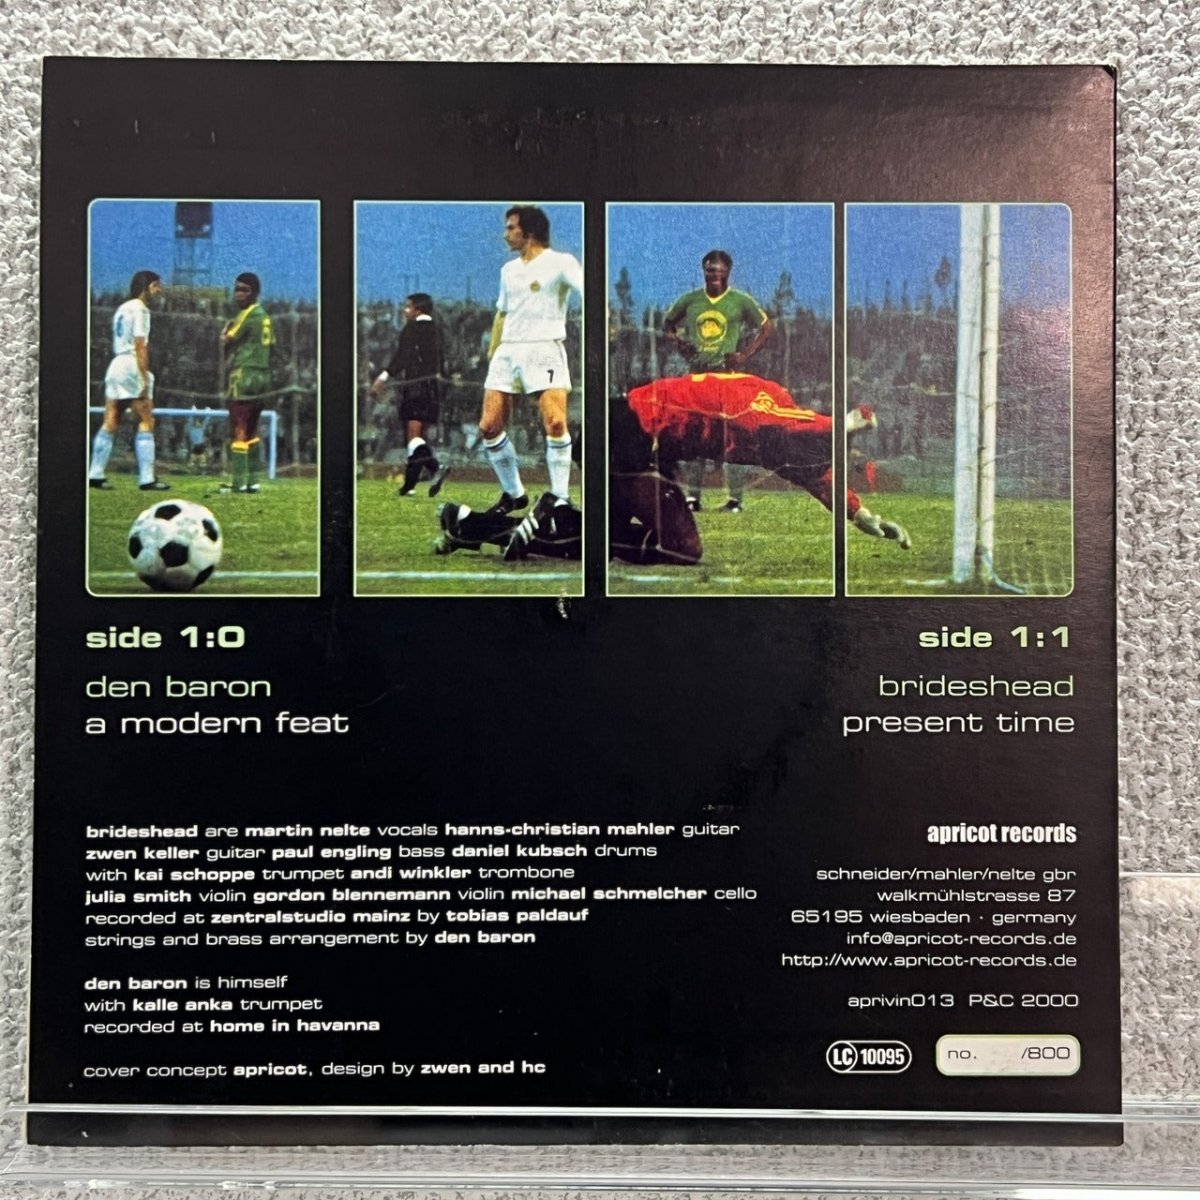 7
side 1:0
den baron
a modern feat
side 1:1
brideshead
present time
brideshead are martin nelte vocals hanns-christian mahler guitar
zwen keller guitar paul engling bass daniel kubsch drums
with kai schoppe trumpet andi winkler trombone
julia smith violin gordon blennemann violin michael schmelcher cello
recorded at zentralstudio mainz by tobias paldauf
strings and brass arrangement by den baron
den baron is himself
with kalle anka trumpet
recorded at home in havanna
cover concept apricot, design by zwen and hc
apricot records
schneider/mahler/nelte gbr
walkmühlstrasse 87
65195 wiesbaden · germany
info@apricot-records.de
http://www.apricot-records.de
aprivin013 P&C 2000
LC 10095
no. /800